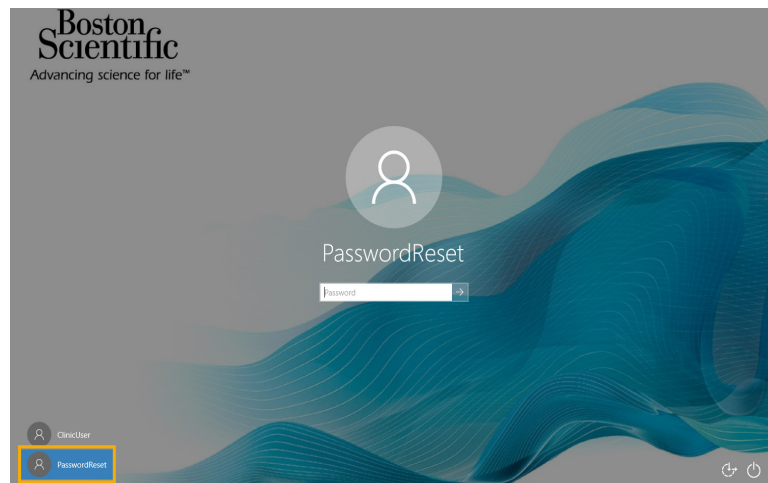 Boston
Scientific
Advancing science for life™
PasswordReset
Password
ClinicUser
PasswordReset